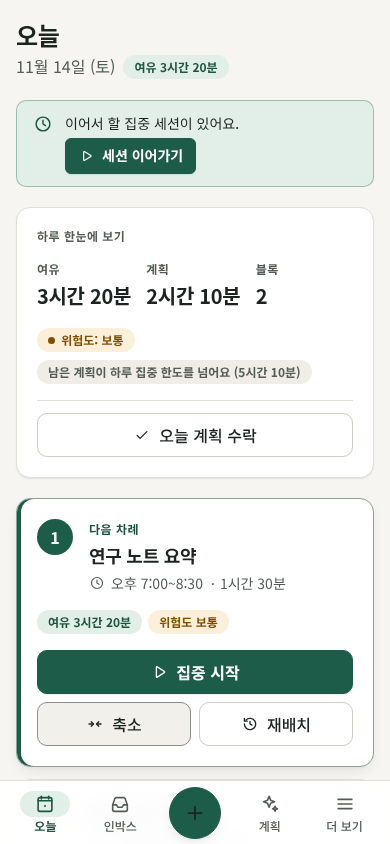 오늘
11월 14일 (토) 여유 3시간 20분
이어서 할 집중 세션이 있어요.
세션 이어가기
하루 한눈에 보기
여유 계획 블록
3시간 20분 2시간 10분 2
위험도: 보통
남은 계획이 하루 집중 한도를 넘어요 (5시간 10분)
오늘 계획 수락
1 다음 차례
연구 노트 요약
오후 7:00~8:30 · 1시간 30분
여유 3시간 20분 위험도 보통
집중 시작
축소 재배치
오늘 인박스 계획 더 보기